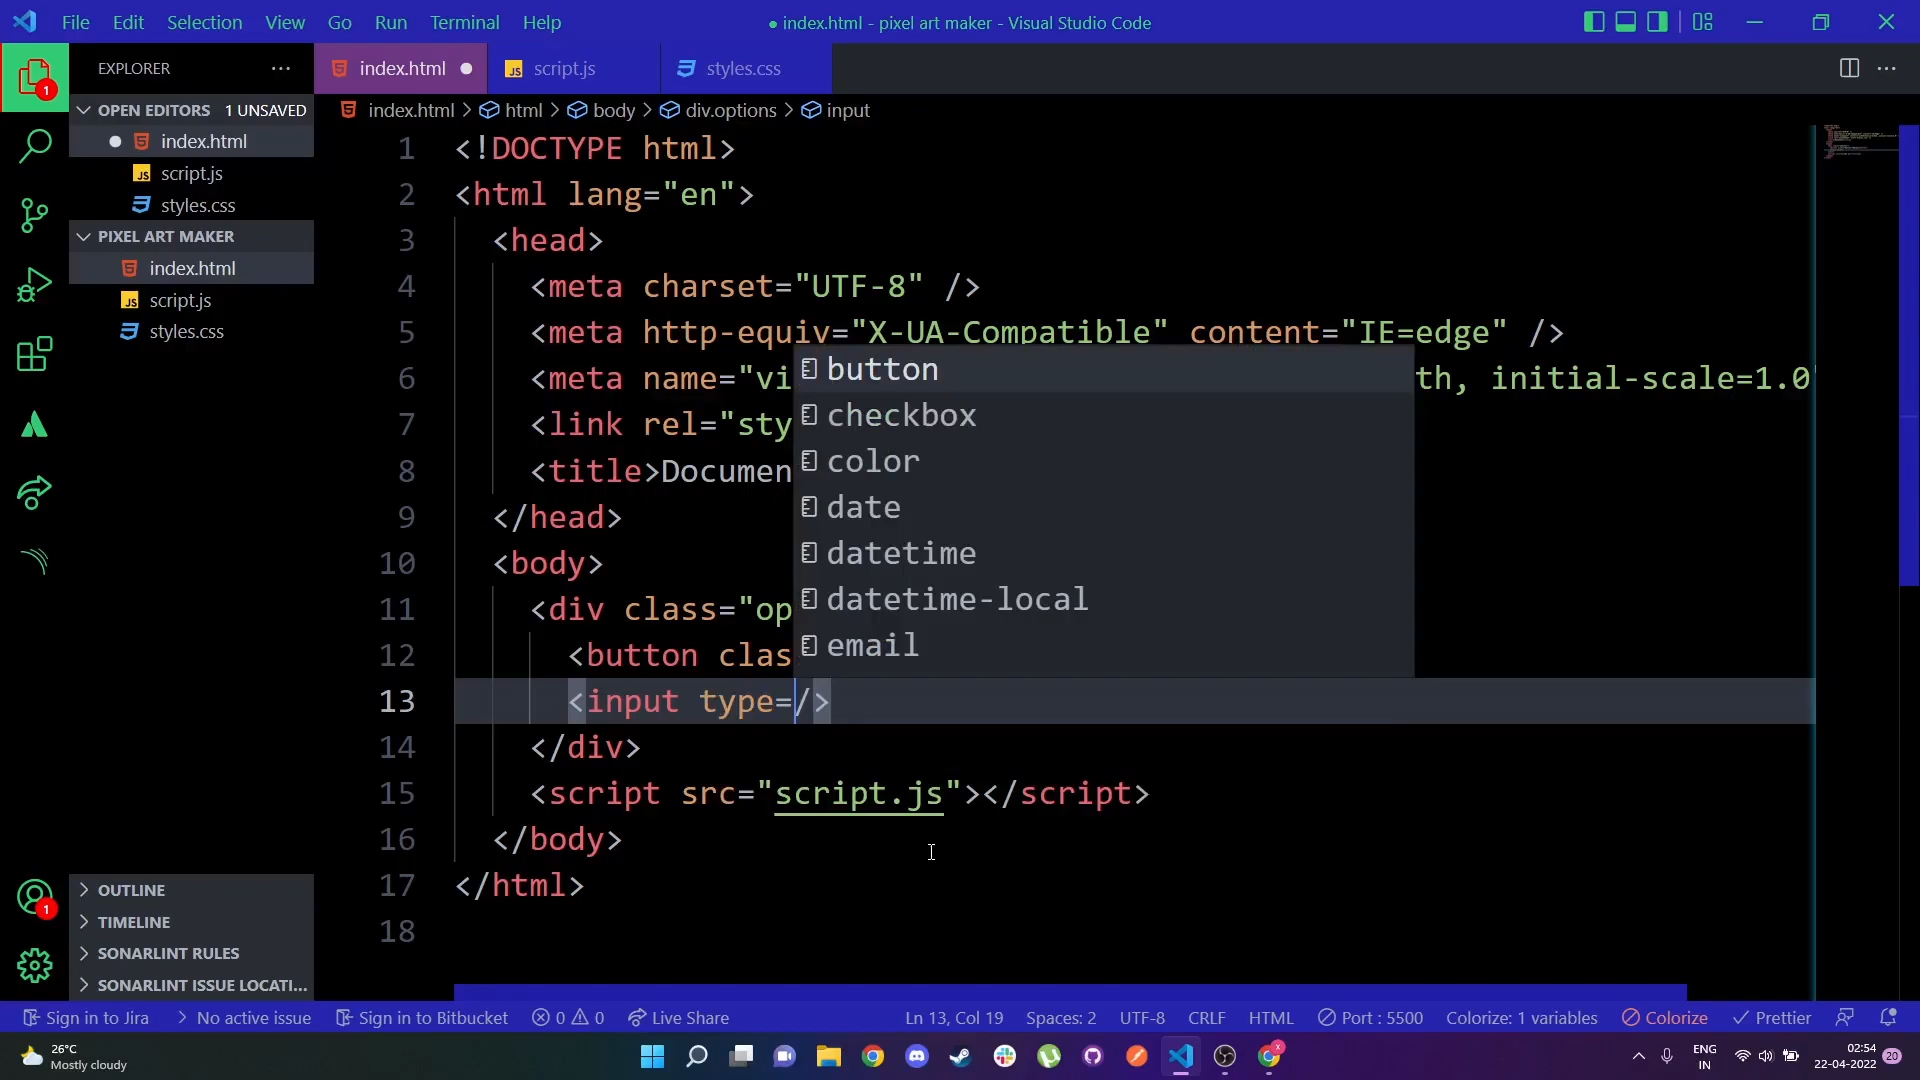 File Edit Selection View Go Run Terminal Help
● index.html - pixel art maker - Visual Studio Code
EXPLORER
index.html
script.js
styles.css
OPEN EDITORS 1 UNSAVED
index.html
script.js
styles.css
PIXEL ART MAKER
index.html
script.js
styles.css
index.html > html > body > div.options > input
1 <!DOCTYPE html>
2 <html lang="en">
3 <head>
4 <meta charset="UTF-8" />
5 <meta http-equiv="X-UA-Compatible" content="IE=edge" />
6 <meta name="vi th, initial-scale=1.0
7 <link rel="sty
8 <title>Documen
9 </head>
10 <body>
11 <div class="op
12 <button clas
13 <input type=/>
14 </div>
15 <script src="script.js"></script>
16 </body>
17 </html>
18
button
checkbox
color
date
datetime
datetime-local
email
1
1
OUTLINE
TIMELINE
SONARLINT RULES
SONARLINT ISSUE LOCATI...
Sign in to Jira No active issue Sign in to Bitbucket 0 0 Live Share Ln 13, Col 19 Spaces: 2 UTF-8 CRLF HTML Port : 5500 Colorize: 1 variables Colorize Prettier
26°C
Mostly cloudy
ENG
IN
02:54
22-04-2022
20